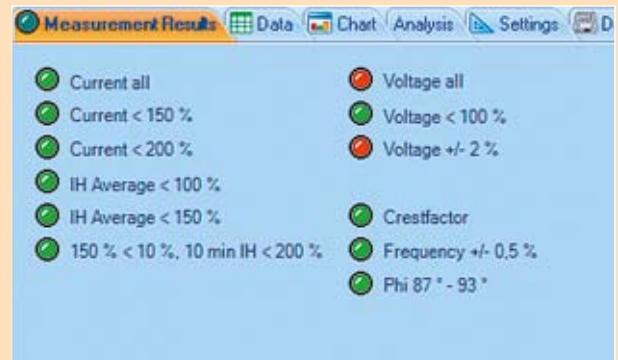 Measurement Results Data Chart Analysis Settings D
Current all
Current < 150 %
Current < 200 %
IH Average < 100 %
IH Average < 150 %
150 % < 10 %, 10 min IH < 200 %
Voltage all
Voltage < 100 %
Voltage +/- 2 %
Crestfactor
Frequency +/- 0,5 %
Phi 87 ° - 93 °